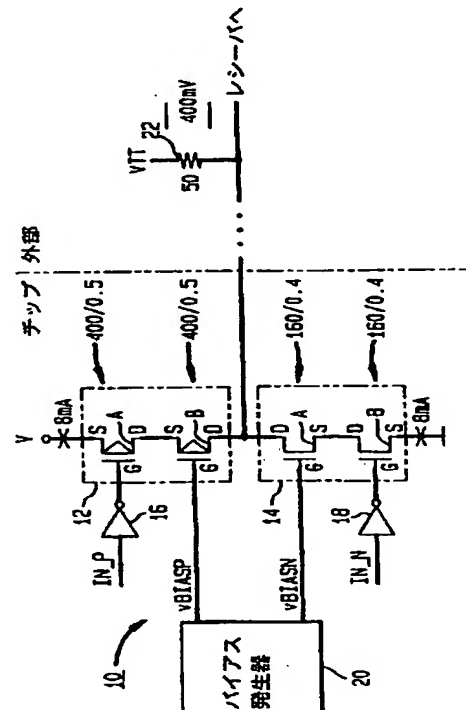 チップ
外部
V
8mA
400/0.5
12
S
A
G
D
IN_P
16
10
400/0.5
S
B
G
D
vBIASP
VTT
22
50
400mV
レシーバへ
バイアス
発生器
20
vBIASN
14
D
A
G
S
160/0.4
D
B
G
S
160/0.4
IN_N
18
8mA